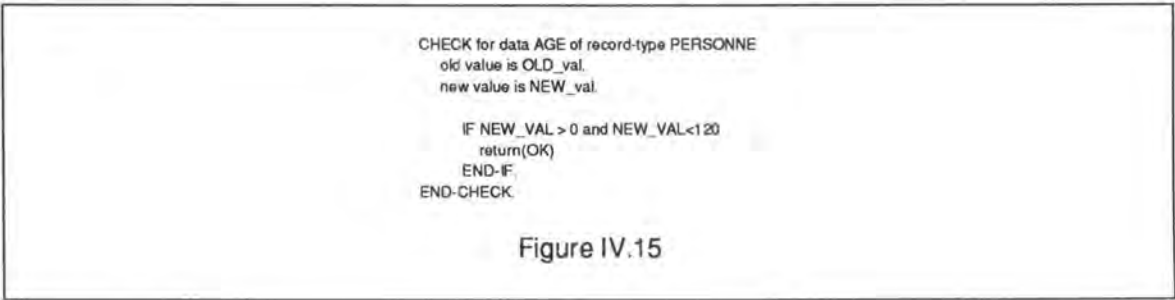 CHECK for data AGE of record-type PERSONNE
old value is OLD_val.
new value is NEW_val.
IF NEW_VAL > 0 and NEW_VAL<120
return(OK)
END-IF.
END-CHECK.
Figure IV.15